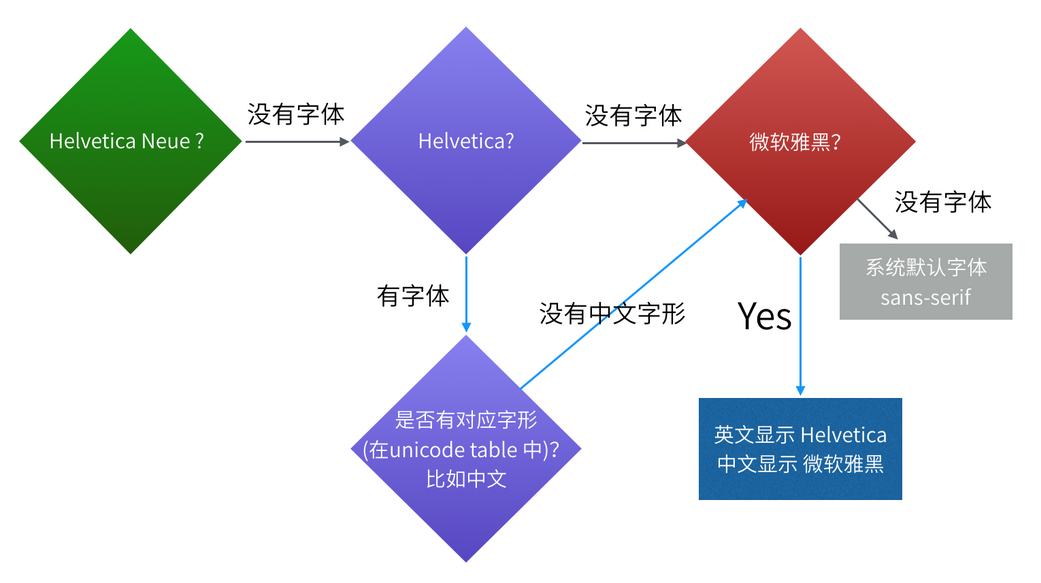 Helvetica Neue ?
没有字体
Helvetica?
没有字体
微软雅黑?
没有字体
系统默认字体
sans-serif
有字体
没有中文字形
Yes
是否有对应字形
(在unicode table 中)?
比如中文
英文显示 Helvetica
中文显示 微软雅黑